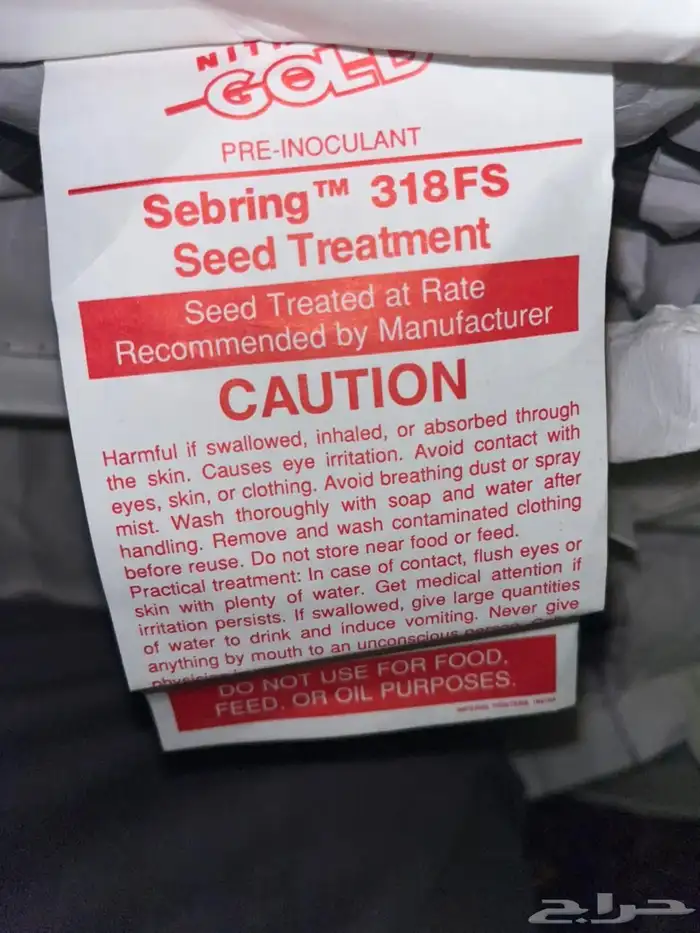 GOLD
PRE-INOCULANT
Sebring™ 318FS
Seed Treatment
Seed Treated at Rate
Recommended by Manufacturer
CAUTION
Harmful if swallowed, inhaled, or absorbed through
the skin. Causes eye irritation. Avoid contact with
eyes, skin, or clothing. Avoid breathing dust or spray
mist. Wash thoroughly with soap and water after
handling. Remove and wash contaminated clothing
before reuse. Do not store near food or feed.
Practical treatment: In case of contact, flush eyes or
skin with plenty of water. Get medical attention if
irritation persists. If swallowed, give large quantities
of water to drink and induce vomiting. Never give
anything by mouth to an unconscious person.
DO NOT USE FOR FOOD,
FEED, OR OIL PURPOSES.
حراج